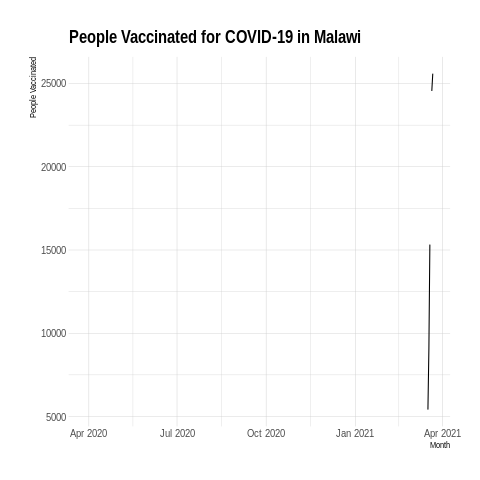 People Vaccinated for COVID-19 in Malawi
People Vaccinated
25000
20000
15000
10000
5000
Apr 2020 Jul 2020 Oct 2020 Jan 2021 Apr 2021
Month